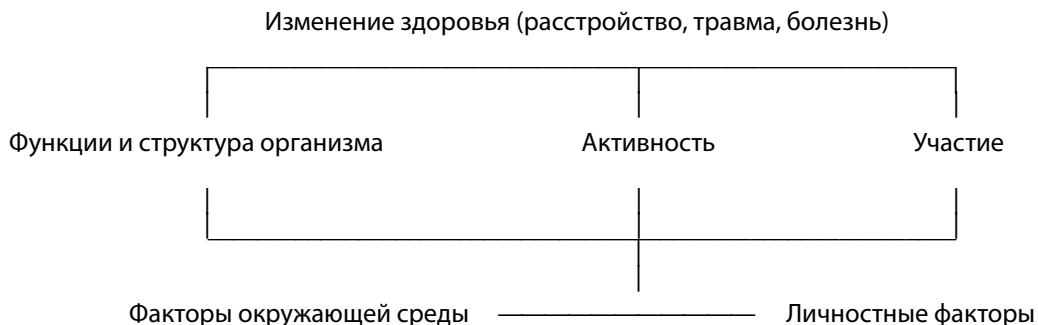 Изменение здоровья (расстройство, травма, болезнь)
Функции и структура организма Активность Участие
Факторы окружающей среды Личностные факторы